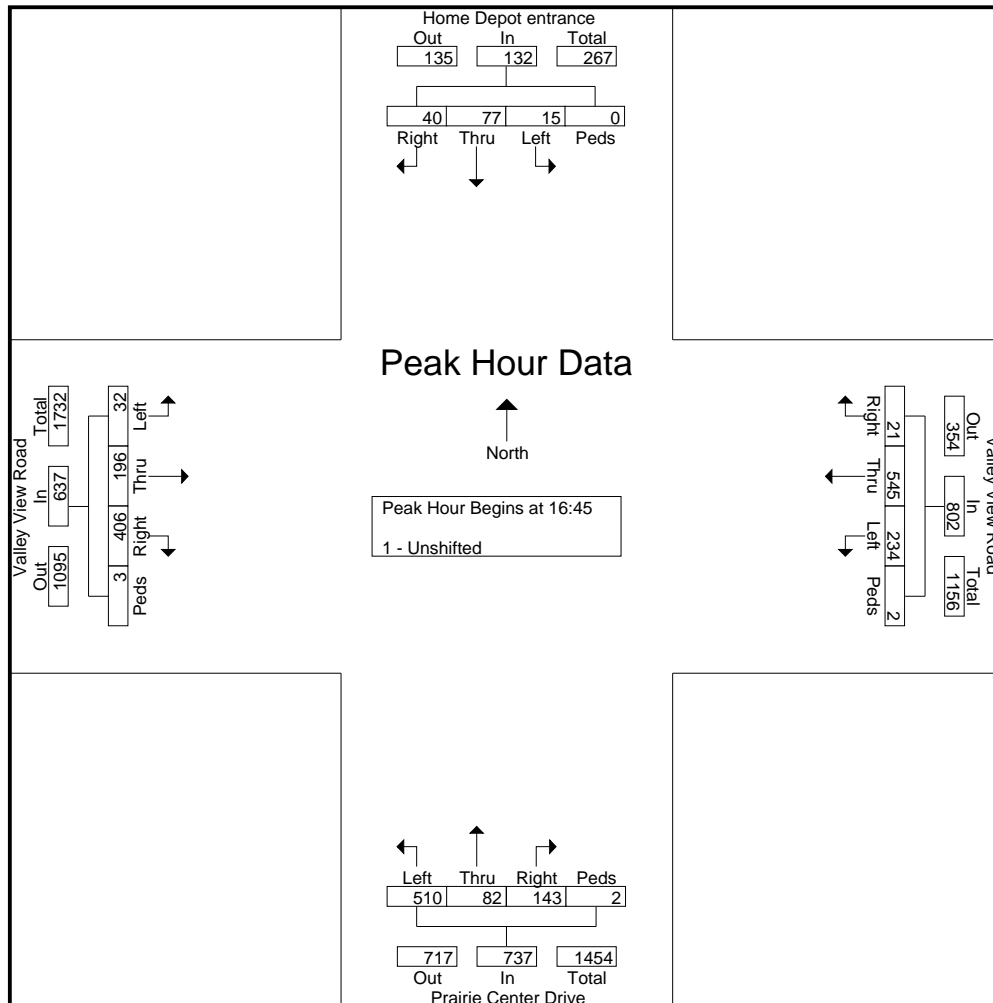 Home Depot entrance
Out In Total
135 132 267
40 77 15 0
Right Thru Left Peds
Peak Hour Data
North
Peak Hour Begins at 16:45
1 - Unshifted
Valley View Road
Out In Total
1095 637 1732
3 406 196 32
Peds Right Thru Left
Valley View Road
Out In Total
354 802 1156
21 545 234 2
Right Thru Left Peds
Left Thru Right Peds
510 82 143 2
717 737 1454
Out In Total
Prairie Center Drive